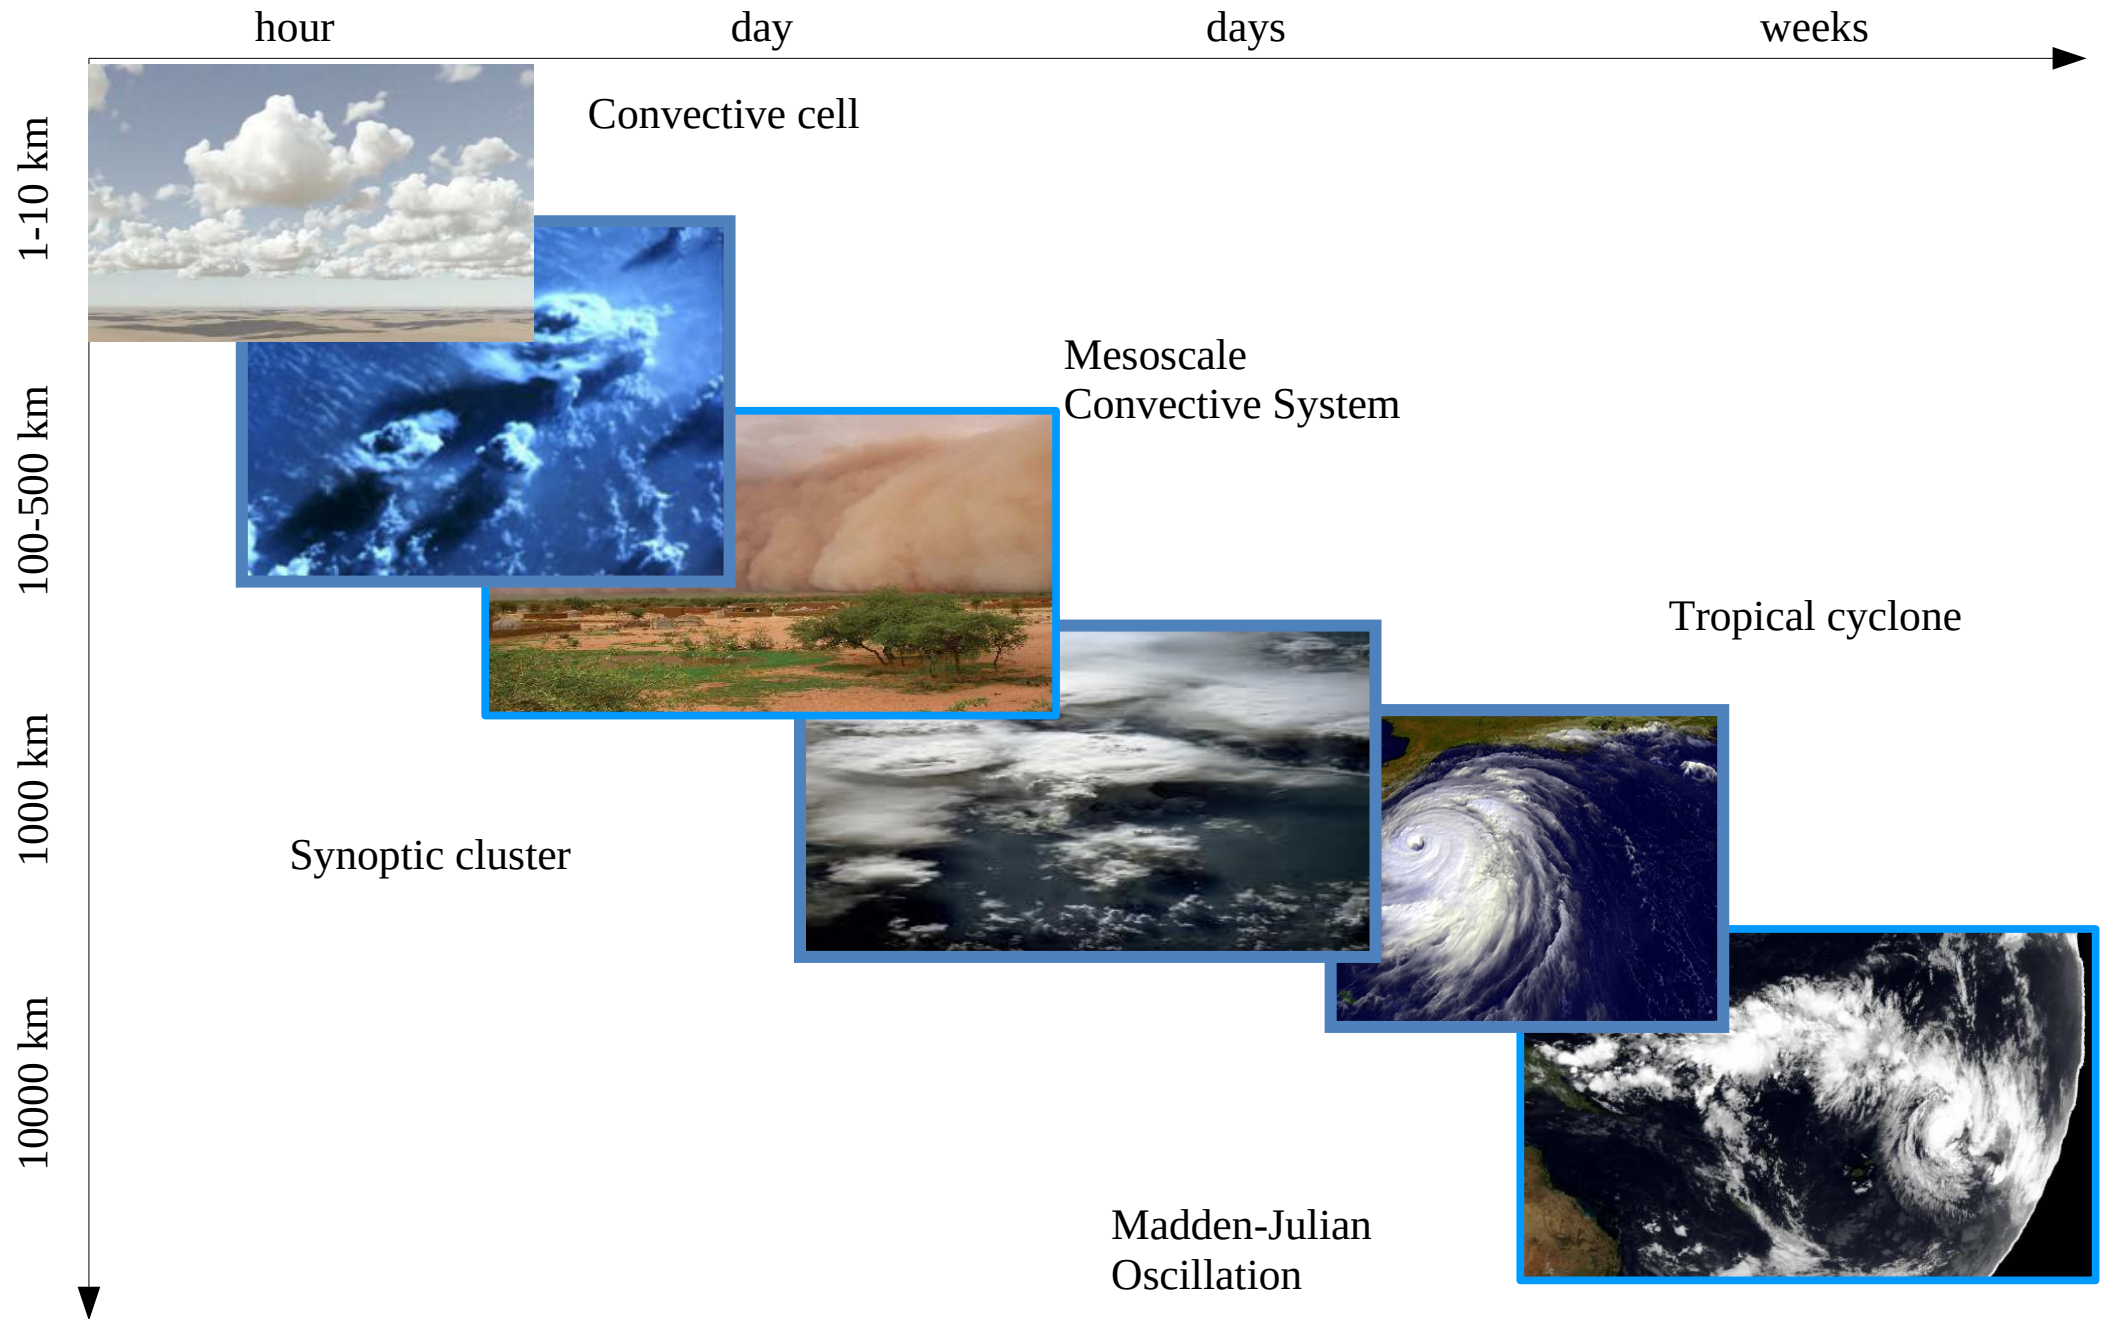 hour
day
days
weeks
1-10 km
Convective cell
Mesoscale
Convective System
100-500 km
Tropical cyclone
1000 km
Synoptic cluster
10000 km
Madden-Julian
Oscillation